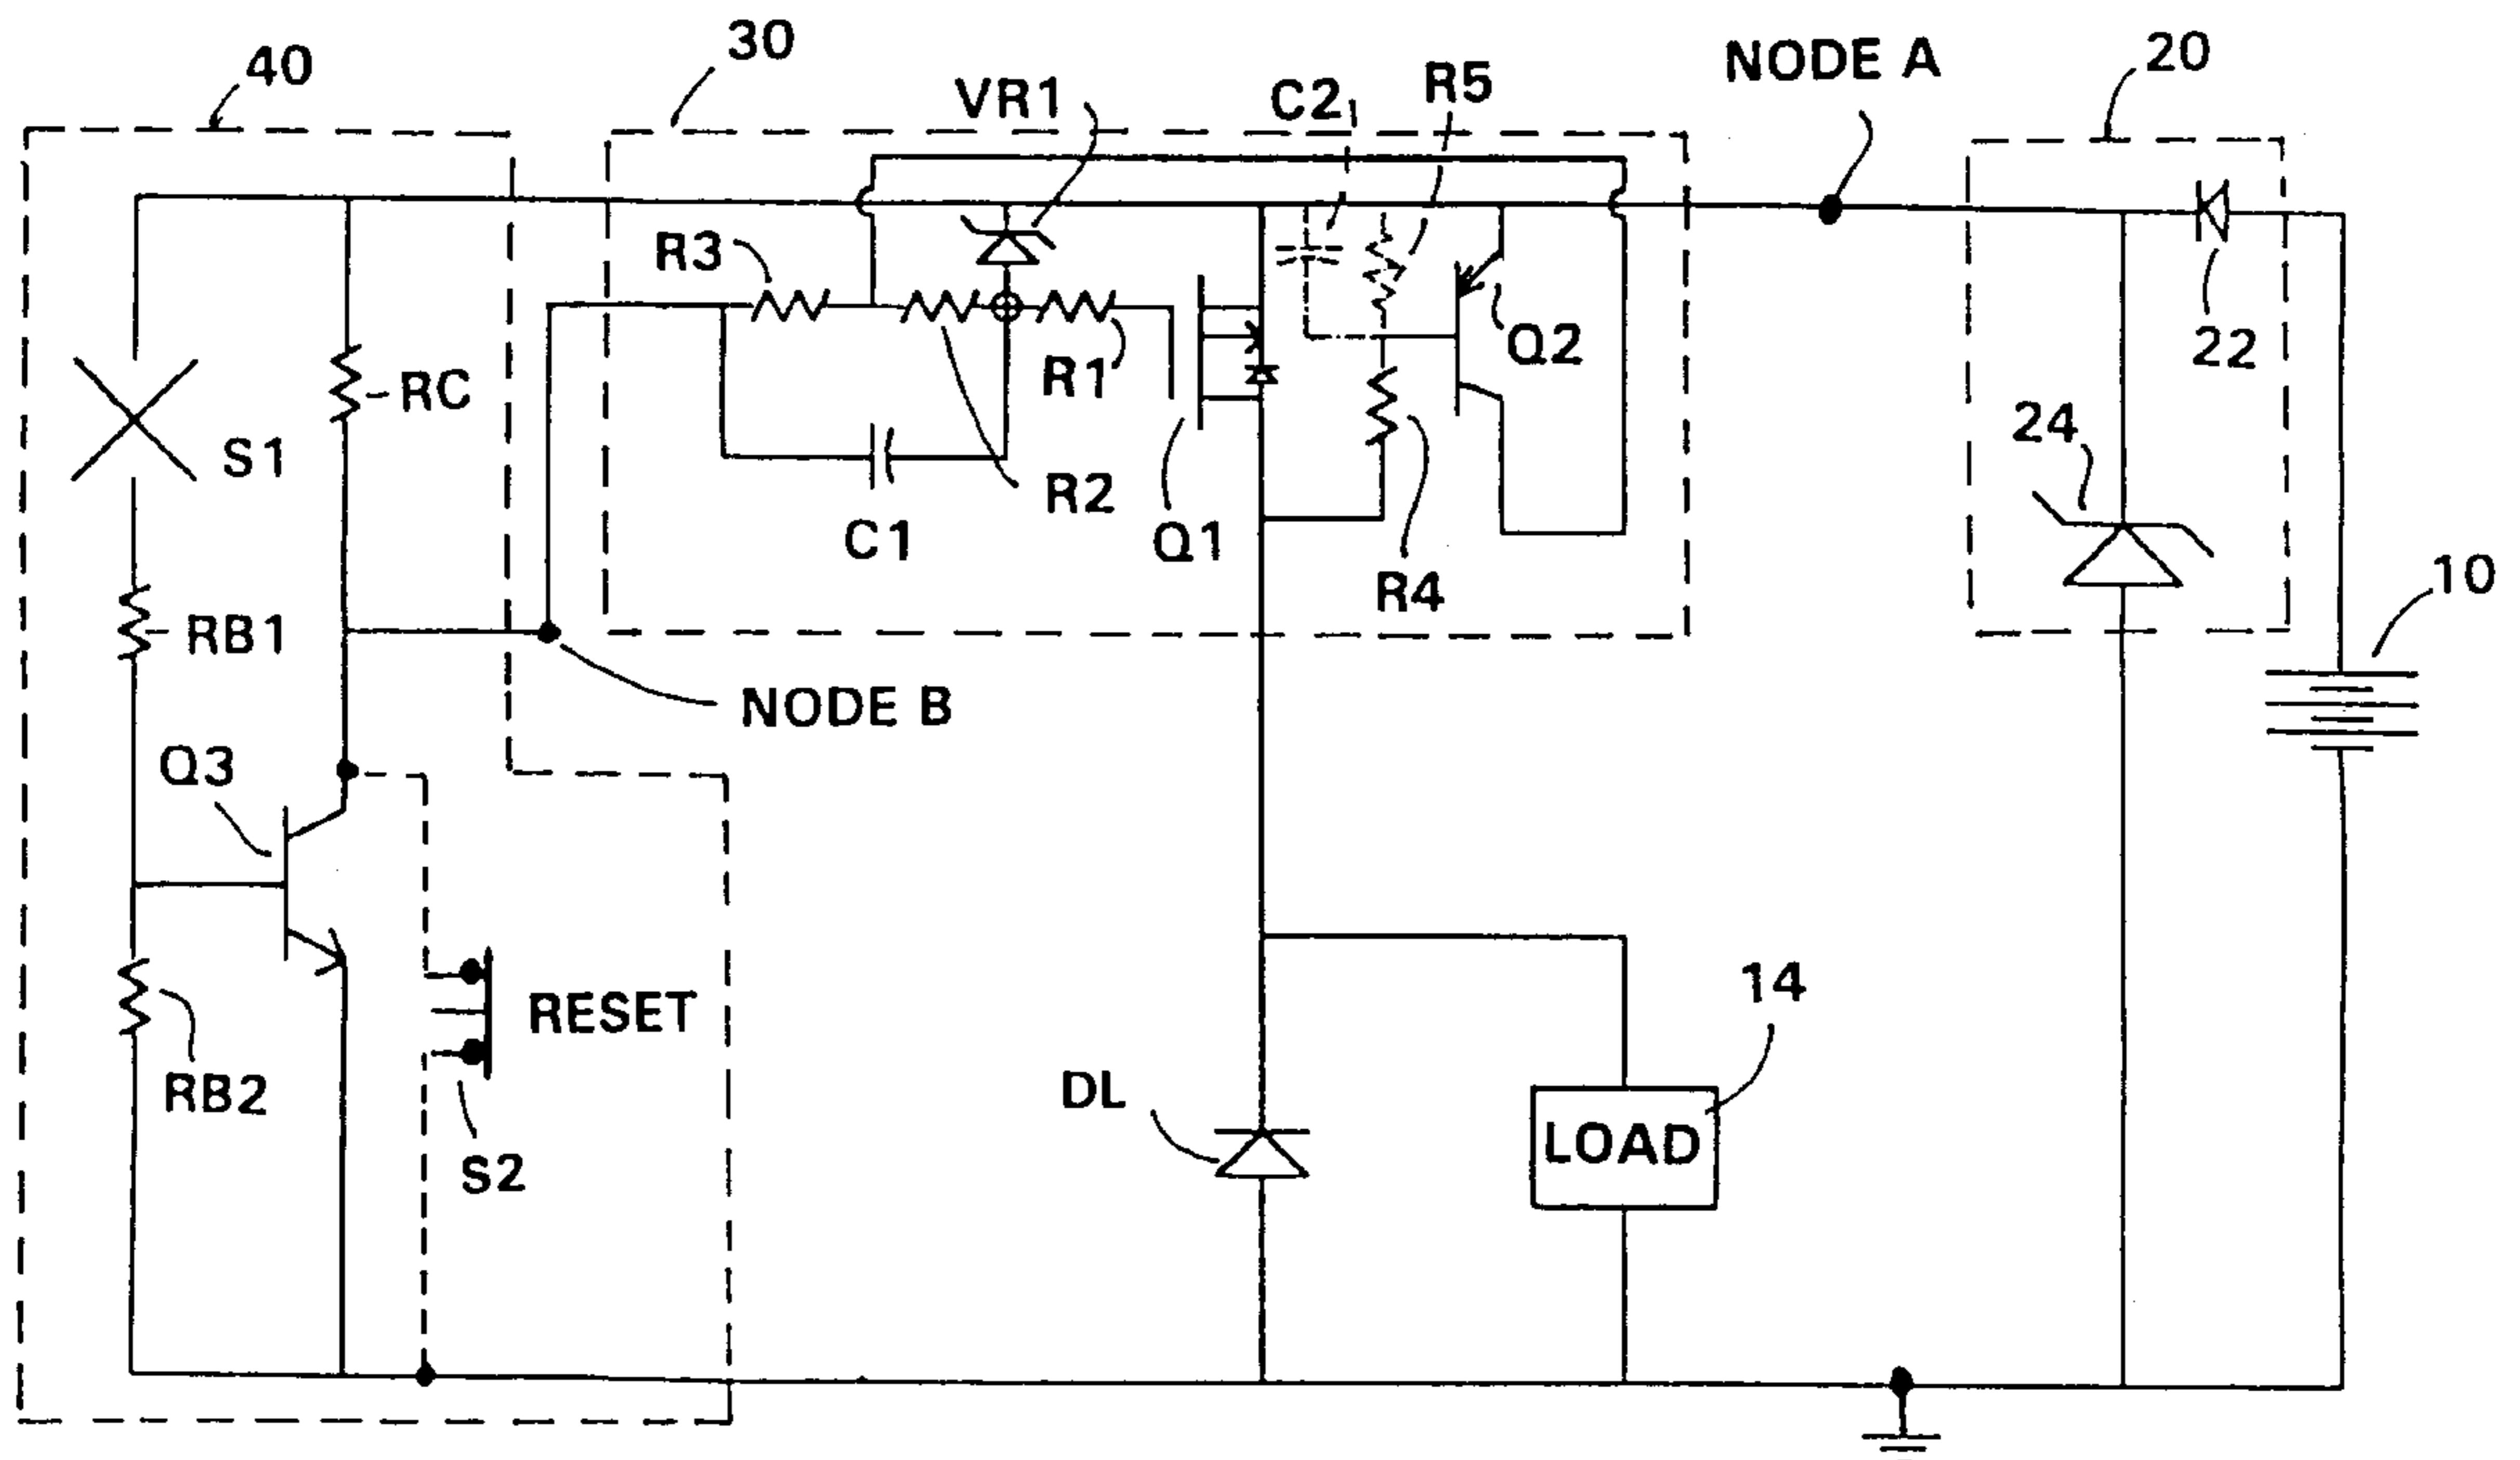 40
30
VR1
C2
R5
NODE A
20
R3
R1
Q2
22
RC
S1
24
R2
C1
Q1
R4
10
RB1
NODE B
Q3
RESET
14
RB2
DL
LOAD
S2